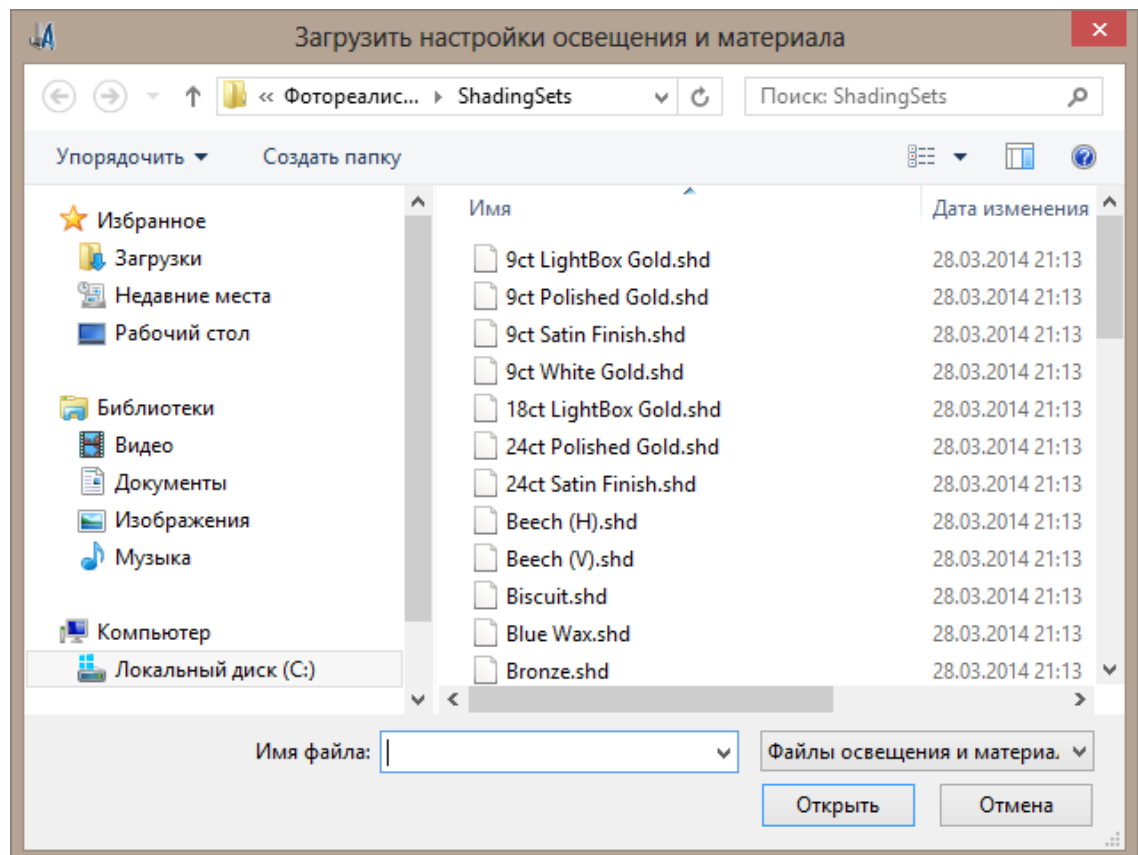 Загрузить настройки освещения и материала
« Фотореалис... ShadingSets
Поиск: ShadingSets
Упорядочить
Создать папку
Избранное
Загрузки
Недавние места
Рабочий стол
Библиотеки
Видео
Документы
Изображения
Музыка
Компьютер
Локальный диск (C:)
Имя Дата изменения
9ct LightBox Gold.shd 28.03.2014 21:13
9ct Polished Gold.shd 28.03.2014 21:13
9ct Satin Finish.shd 28.03.2014 21:13
9ct White Gold.shd 28.03.2014 21:13
18ct LightBox Gold.shd 28.03.2014 21:13
24ct Polished Gold.shd 28.03.2014 21:13
24ct Satin Finish.shd 28.03.2014 21:13
Beech (H).shd 28.03.2014 21:13
Beech (V).shd 28.03.2014 21:13
Biscuit.shd 28.03.2014 21:13
Blue Wax.shd 28.03.2014 21:13
Bronze.shd 28.03.2014 21:13
Имя файла:
Файлы освещения и материа
Открыть
Отмена